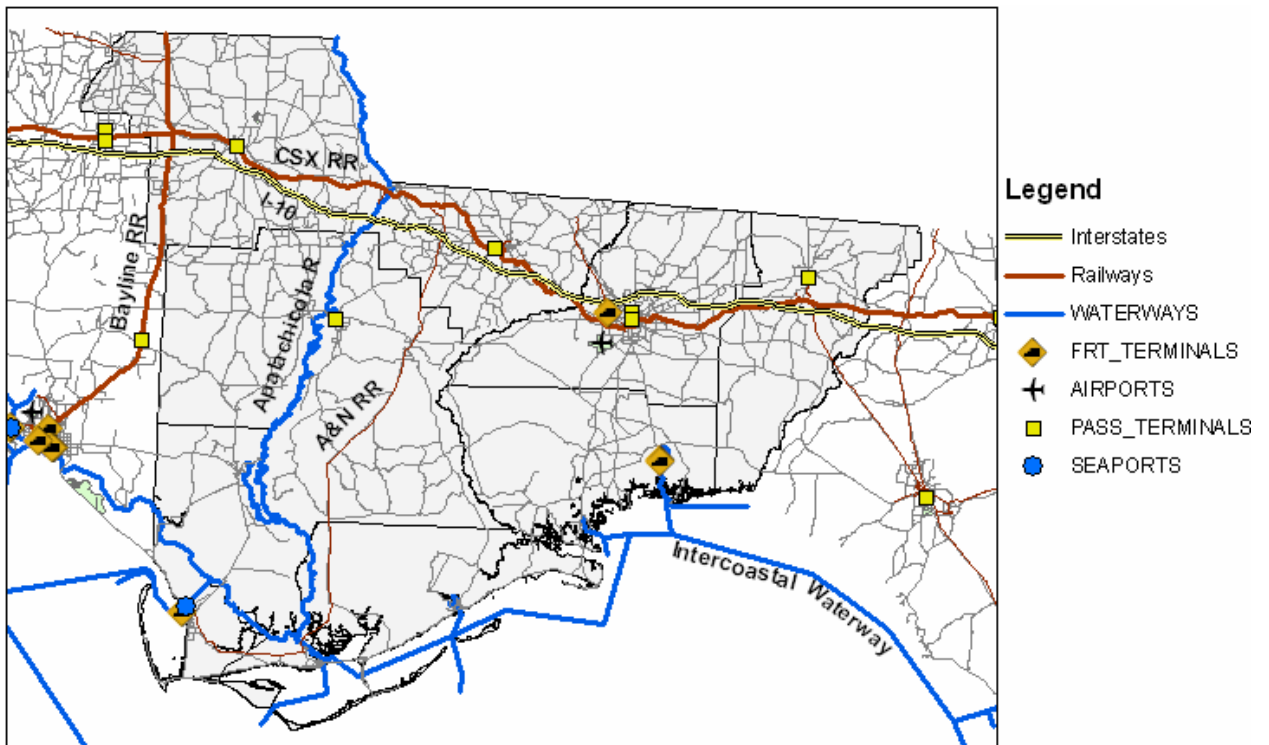 CSX RR
I-10
Bayline RR
Apalachicola R
A&N RR
Intercoastal Waterway
Legend
Interstates
Railways
WATERWAYS
FRT_TERMINALS
AIRPORTS
PASS_TERMINALS
SEAPORTS